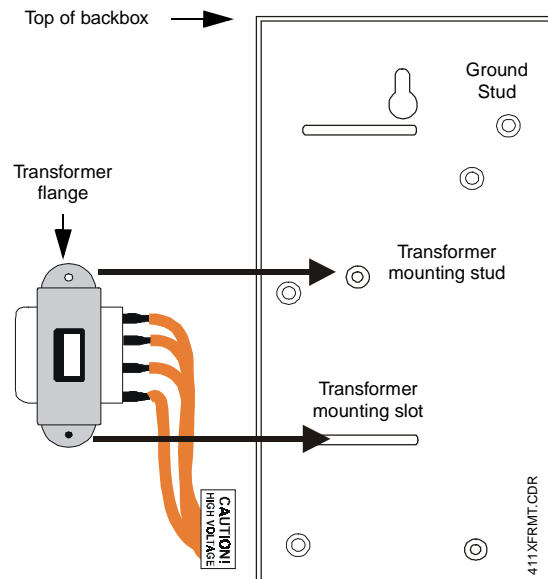 Top of backbox
Ground
Stud
Transformer
flange
Transformer
mounting stud
Transformer
mounting slot
CAUTION!
HIGH VOLTAGE
411XFRMT.CDR